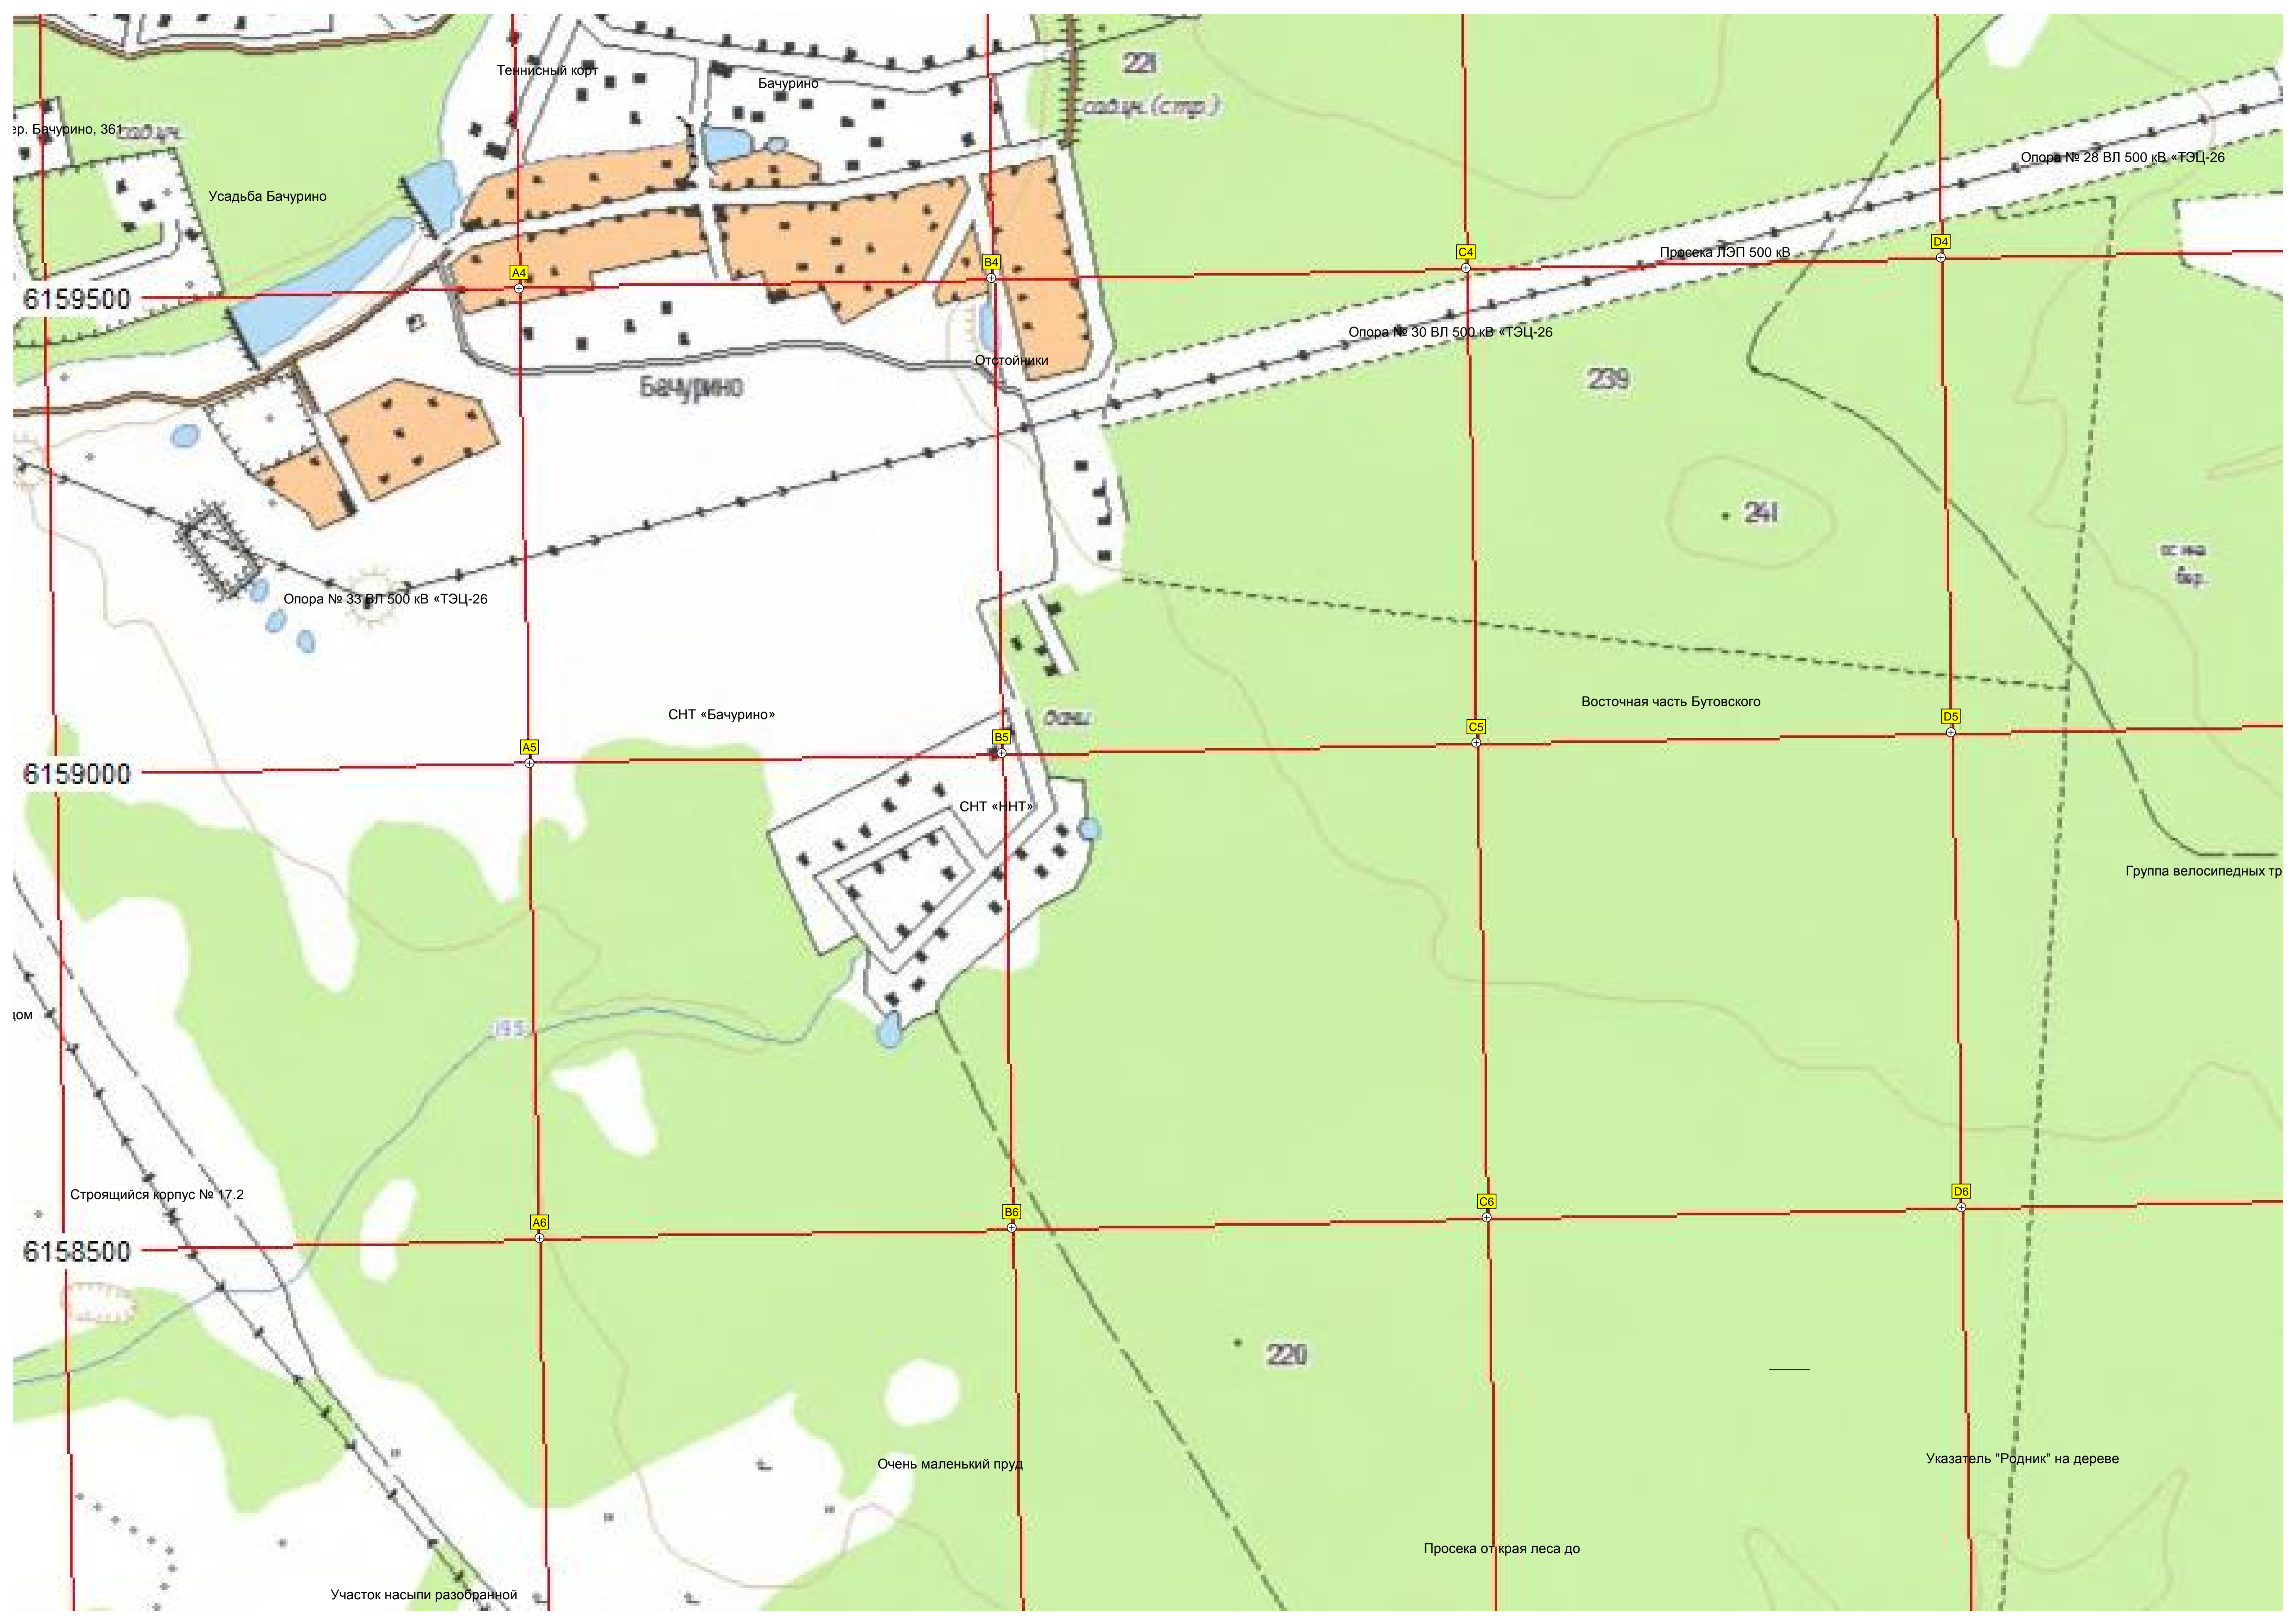 221
Теннисный корт
Бачурино
сад.уч. (стр.)
ер. Бачурино, 361
сад.уч.
Опора № 28 ВЛ 500 кВ «ТЭЦ-26
Усадьба Бачурино
D4
C4
Просека ЛЭП 500 кВ
B4
A4
6159500
Опора № 30 ВЛ 500 кВ «ТЭЦ-26
Отстойники
239
Бачурино
241
осина
бер.
Опора № 33 ВЛ 500 кВ «ТЭЦ-26
Восточная часть Бутовского
СНТ «Бачурино»
дачи
D5
C5
B5
A5
6159000
СНТ «ННТ»
Группа велосипедных тр
дом
195
Строящийся корпус № 17.2
D6
C6
B6
A6
6158500
220
Указатель "Родник" на дереве
Очень маленький пруд
Просека от края леса до
Участок насыпи разобранной